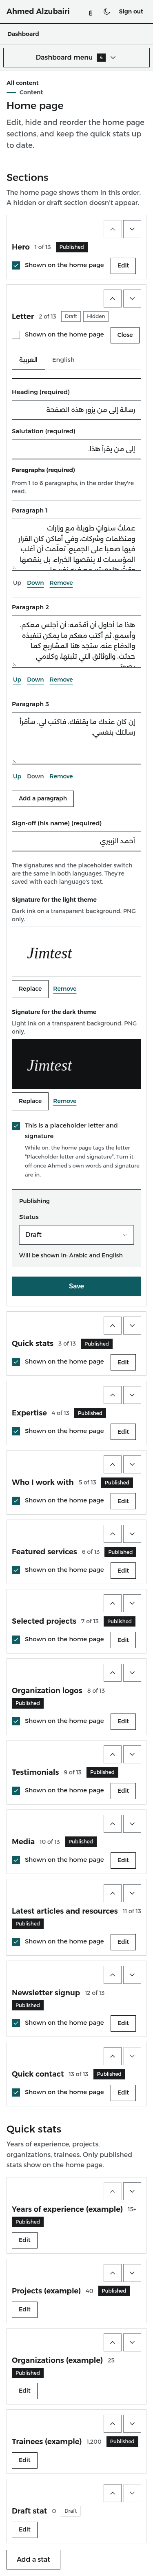 Ahmed Alzubairi
ع
Sign out
Dashboard
Dashboard menu 4
All content
Content
Home page
Edit, hide and reorder the home page
sections, and keep the quick stats up
to date.
Sections
The home page shows them in this order.
A hidden or draft section doesn't appear.
Hero 1 of 13 Published
Shown on the home page Edit
Letter 2 of 13 Draft Hidden
Shown on the home page Close
العربية English
Heading (required)
رسالة إلى من يزور هذه الصفحة
Salutation (required)
إلى من يقرأ هذا،
Paragraphs (required)
From 1 to 6 paragraphs, in the order they're
read.
Paragraph 1
عملتُ سنواتٍ طويلة مع وزارات
ومنظمات وشركات، وفي أماكن كان القرار
فيها صعباً على الجميع. تعلّمت أن أغلب
المؤسسات لا ينقصها الخبراء، بل ينقصها
Up Down Remove
Paragraph 2
هذا ما أحاول أن أقدّمه: أن أجلس معكم،
وأسمع، ثم أكتب معكم ما يمكن تنفيذه
والدفاع عنه. ستجد هنا المشاريع كما
حدثت، والوثائق التي تثبتها، وكلامي
Up Down Remove
Paragraph 3
إن كان عندك ما يقلقك، فاكتب لي. سأقرأ
رسالتك بنفسي.
Up Down Remove
Add a paragraph
Sign-off (his name) (required)
أحمد الزبيري
The signatures and the placeholder switch
are the same in both languages. They're
saved with each language's text.
Signature for the light theme
Dark ink on a transparent background. PNG
only.
Jimtest
Replace Remove
Signature for the dark theme
Light ink on a transparent background. PNG
only.
Jimtest
Replace Remove
This is a placeholder letter and
signature
While on, the home page tags the letter
"Placeholder letter and signature". Turn it
off once Ahmed's own words and signature
are in.
Publishing
Status
Draft
Will be shown in: Arabic and English
Save
Quick stats 3 of 13 Published
Shown on the home page Edit
Expertise 4 of 13 Published
Shown on the home page Edit
Who I work with 5 of 13 Published
Shown on the home page Edit
Featured services 6 of 13 Published
Shown on the home page Edit
Selected projects 7 of 13 Published
Shown on the home page Edit
Organization logos 8 of 13
Published
Shown on the home page Edit
Testimonials 9 of 13 Published
Shown on the home page Edit
Media 10 of 13 Published
Shown on the home page Edit
Latest articles and resources 11 of 13
Published
Shown on the home page Edit
Newsletter signup 12 of 13
Published
Shown on the home page Edit
Quick contact 13 of 13 Published
Shown on the home page Edit
Quick stats
Years of experience, projects,
organizations, trainees. Only published
stats show on the home page.
Years of experience (example) 15+
Published
Edit
Projects (example) 40 Published
Edit
Organizations (example) 25
Published
Edit
Trainees (example) 1,200 Published
Edit
Draft stat 0 Draft
Edit
Add a stat